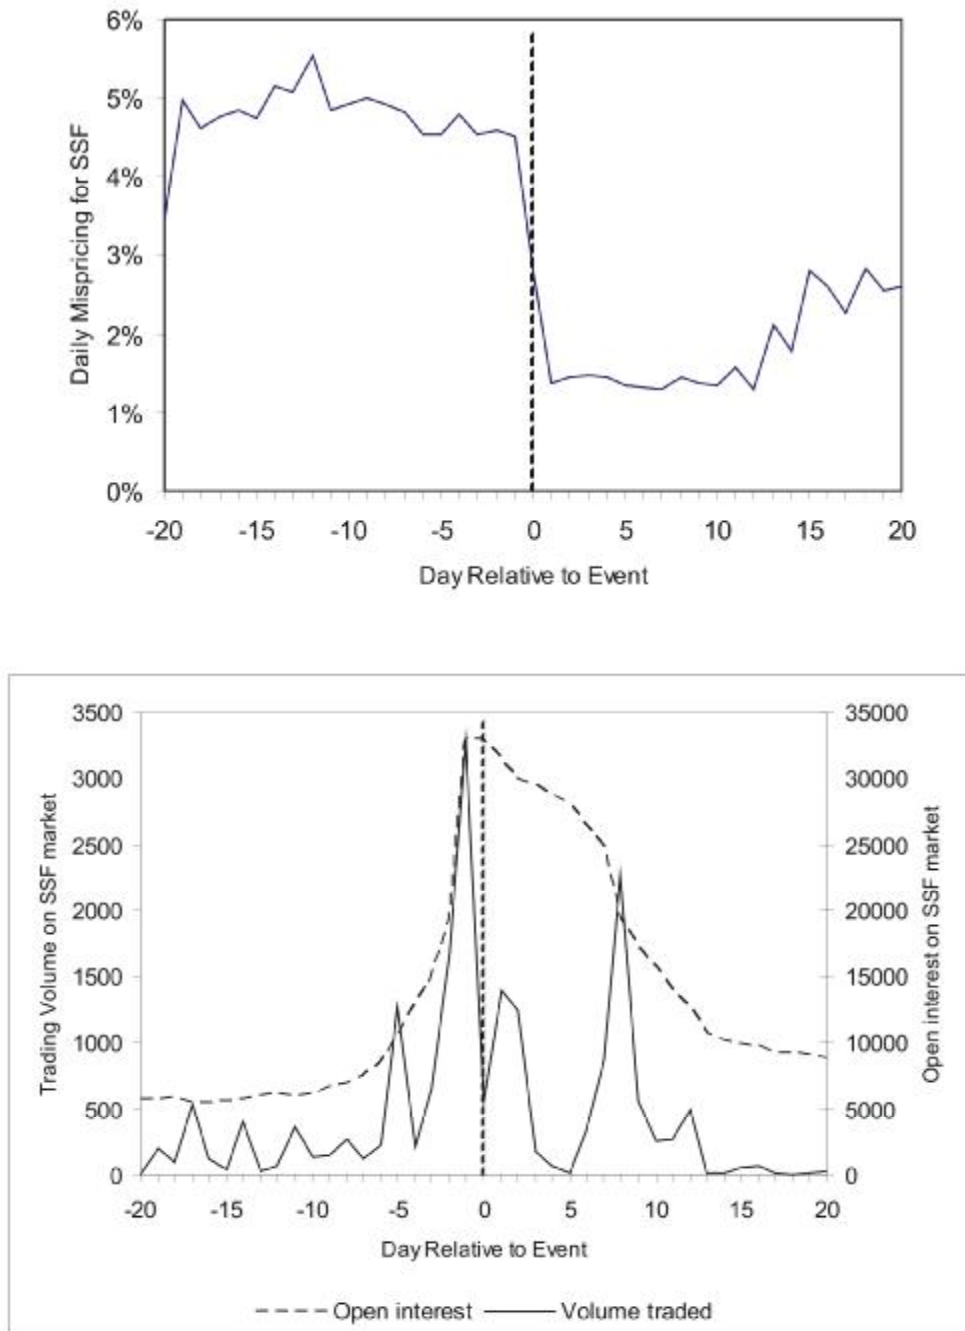 6%
5%
4%
3%
2%
1%
0%
Daily Mispricing for SSF
-20 -15 -10 -5 0 5 10 15 20
Day Relative to Event
3500
3000
2500
2000
1500
1000
500
0
Trading Volume on SSF market
35000
30000
25000
20000
15000
10000
5000
0
Open interest on SSF market
-20 -15 -10 -5 0 5 10 15 20
Day Relative to Event
Open interest Volume traded